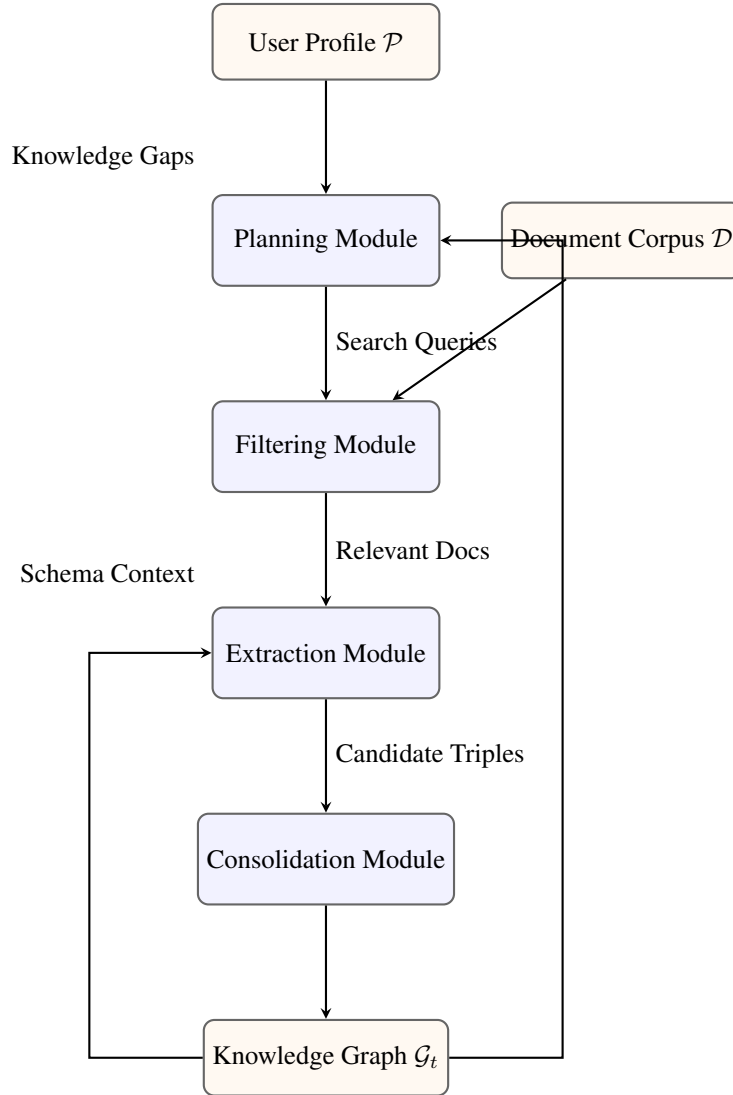 User Profile 𝒫
Knowledge Gaps
Planning Module
Document Corpus 𝒟
Search Queries
Filtering Module
Relevant Docs
Schema Context
Extraction Module
Candidate Triples
Consolidation Module
Knowledge Graph 𝒢ₜ